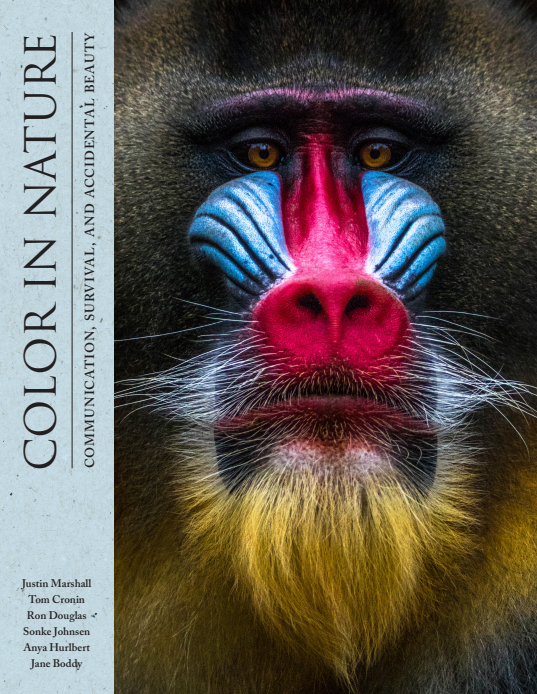 COLOR IN NATURE
COMMUNICATION, SURVIVAL, AND ACCIDENTAL BEAUTY
Justin Marshall
Tom Cronin
Ron Douglas
Sonke Johnsen
Anya Hurlbert
Jane Boddy